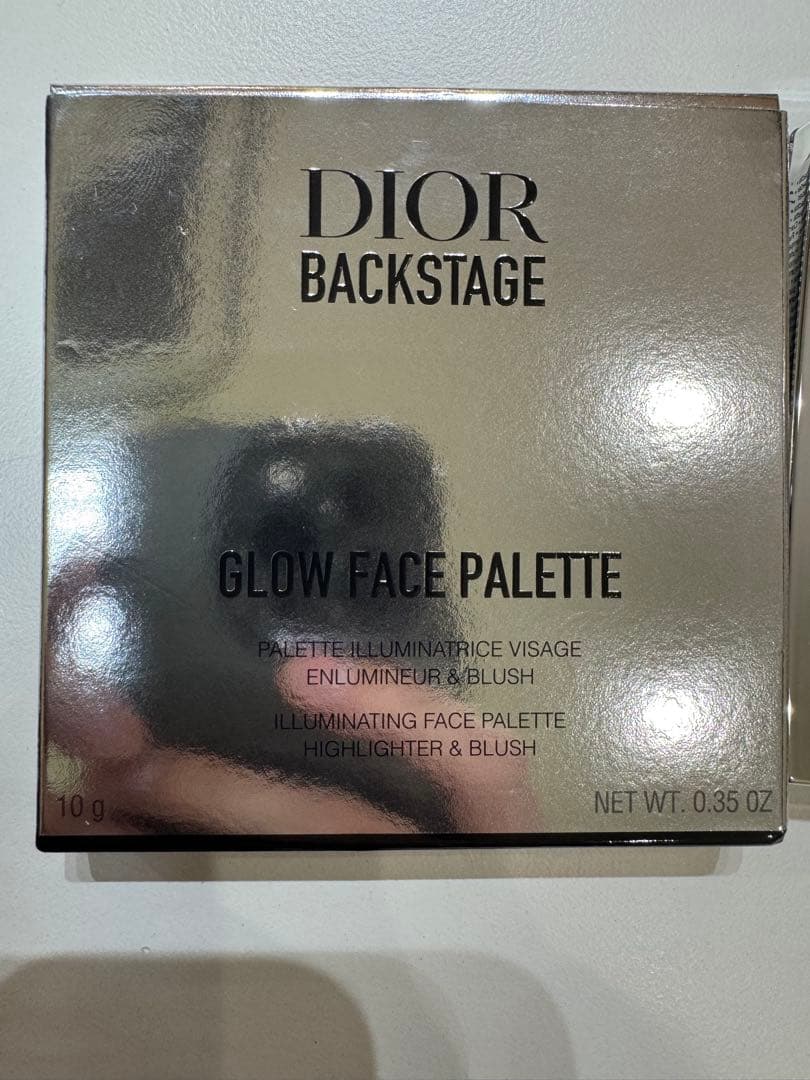 DIOR
BACKSTAGE
GLOW FACE PALETTE
PALETTE ILLUMINATRICE VISAGE
ENLUMINEUR & BLUSH
ILLUMINATING FACE PALETTE
HIGHLIGHTER & BLUSH
10 g
NET WT. 0.35 OZ